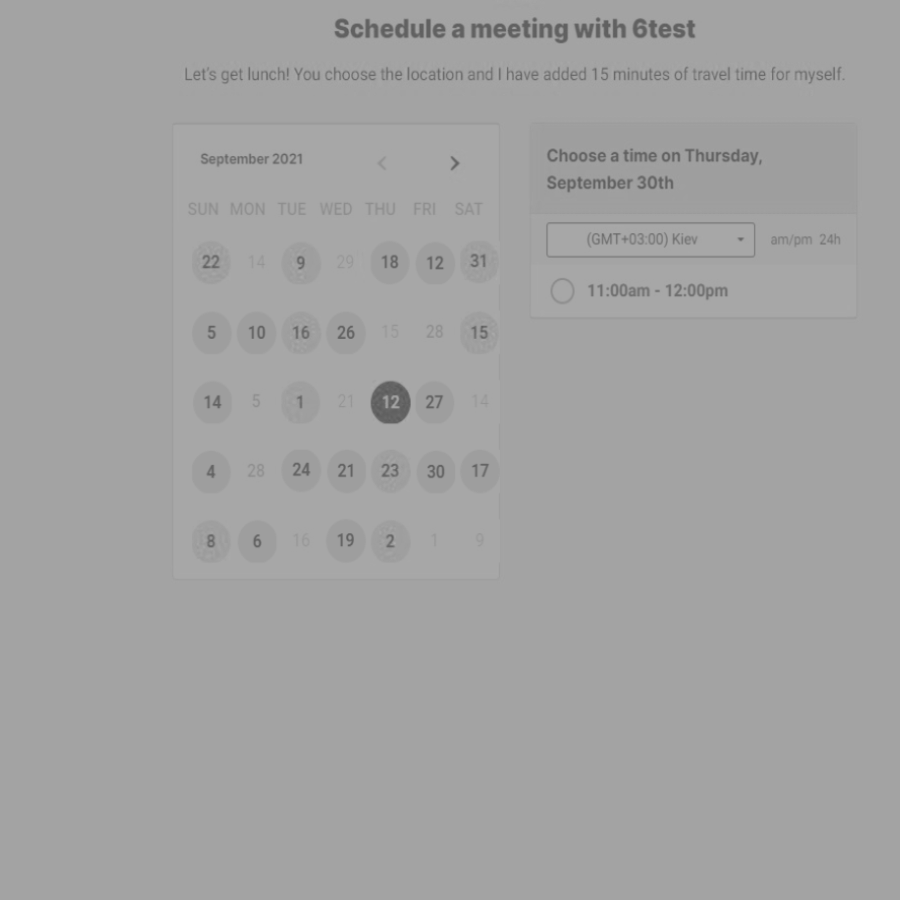 Schedule a meeting with 6test
Let's get lunch! You choose the location and I have added 15 minutes of travel time for myself.
September 2021
SUN MON TUE WED THU FRI SAT
22 14 9 29 18 12 31
5 10 16 26 15 28 15
14 5 1 21 12 27 14
4 28 24 21 23 30 17
8 6 16 19 2 1 9
Choose a time on Thursday,
September 30th
(GMT+03:00) Kiev am/pm 24h
11:00am - 12:00pm